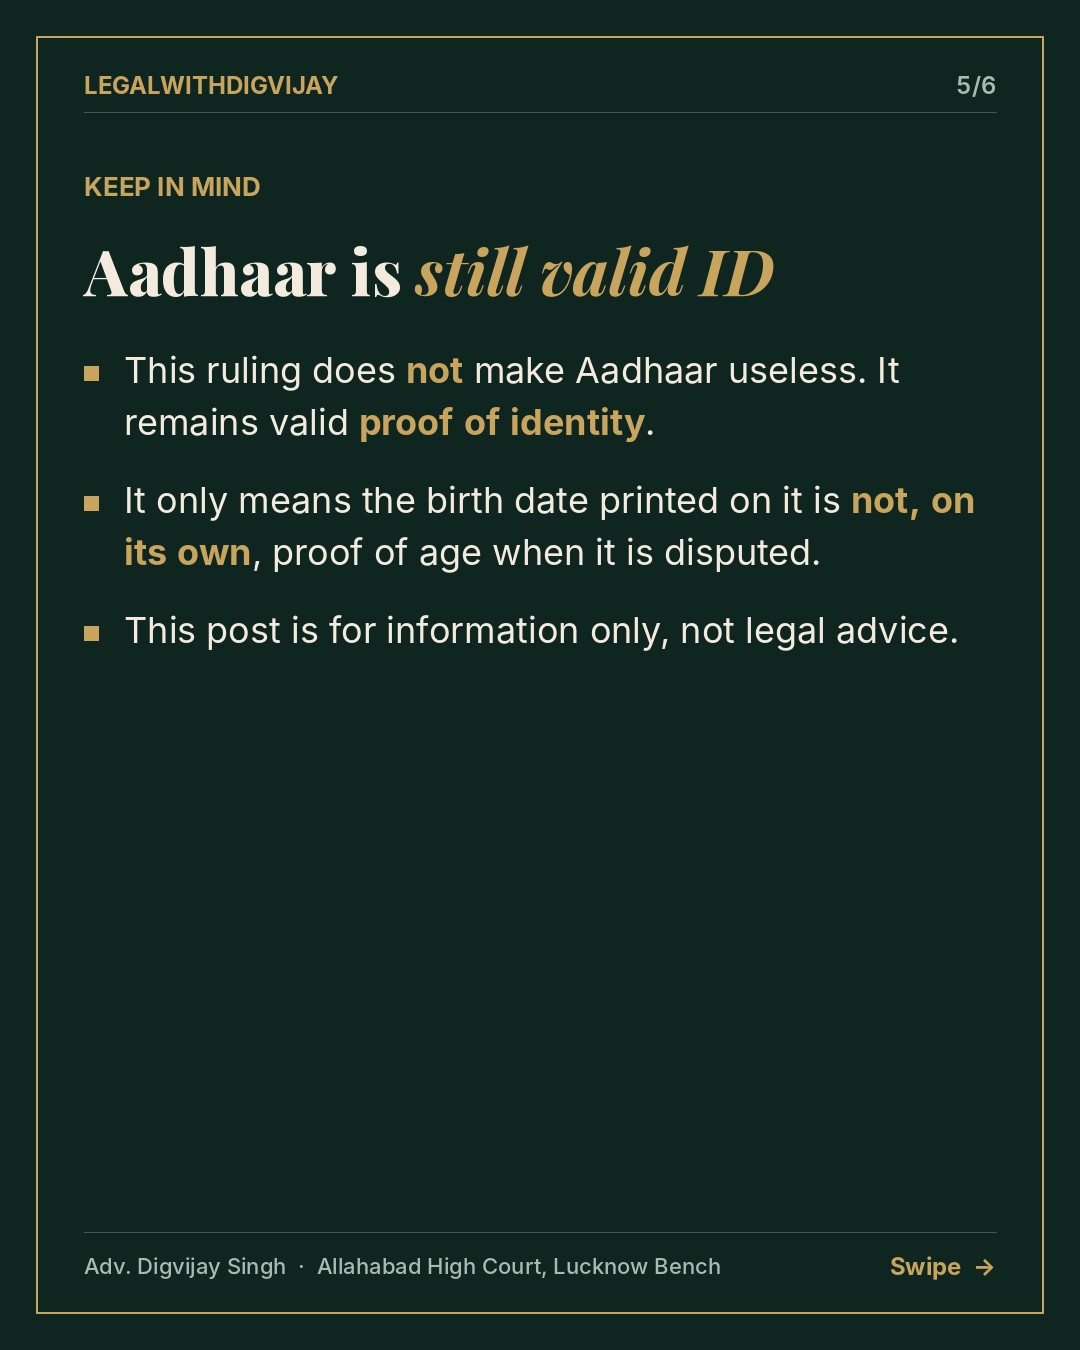 LEGALWITHDIGVIJAY 5/6
KEEP IN MIND
Aadhaar is still valid ID
This ruling does not make Aadhaar useless. It
remains valid proof of identity.
It only means the birth date printed on it is not, on
its own, proof of age when it is disputed.
This post is for information only, not legal advice.
Adv. Digvijay Singh · Allahabad High Court, Lucknow Bench Swipe →